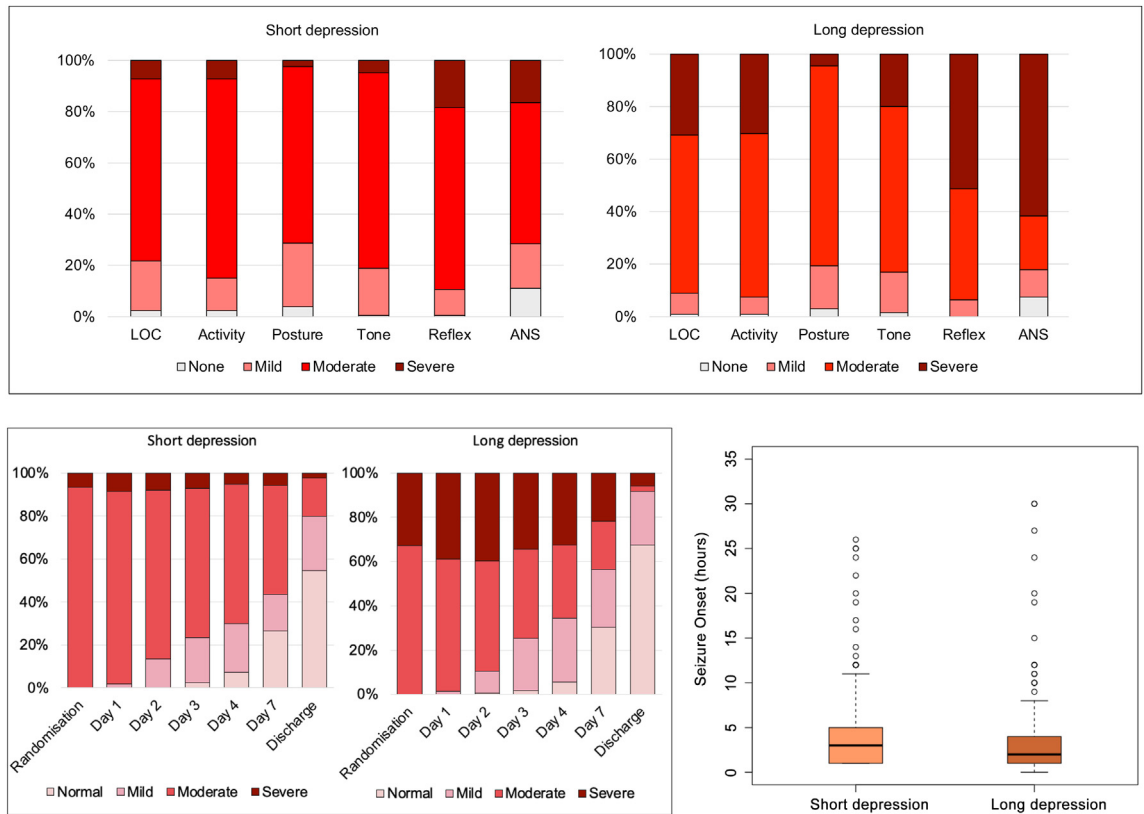 Short depression
100%
80%
60%
40%
20%
0%
LOC Activity Posture Tone Reflex ANS
None Mild Moderate Severe
Long depression
100%
80%
60%
40%
20%
0%
LOC Activity Posture Tone Reflex ANS
None Mild Moderate Severe
Short depression
100%
80%
60%
40%
20%
0%
Randomisation Day 1 Day 2 Day 3 Day 4 Day 7 Discharge
Normal Mild Moderate Severe
Long depression
100%
80%
60%
40%
20%
0%
Randomisation Day 1 Day 2 Day 3 Day 4 Day 7 Discharge
Normal Mild Moderate Severe
Seizure Onset (hours)
35
30
25
20
15
10
5
0
Short depression Long depression